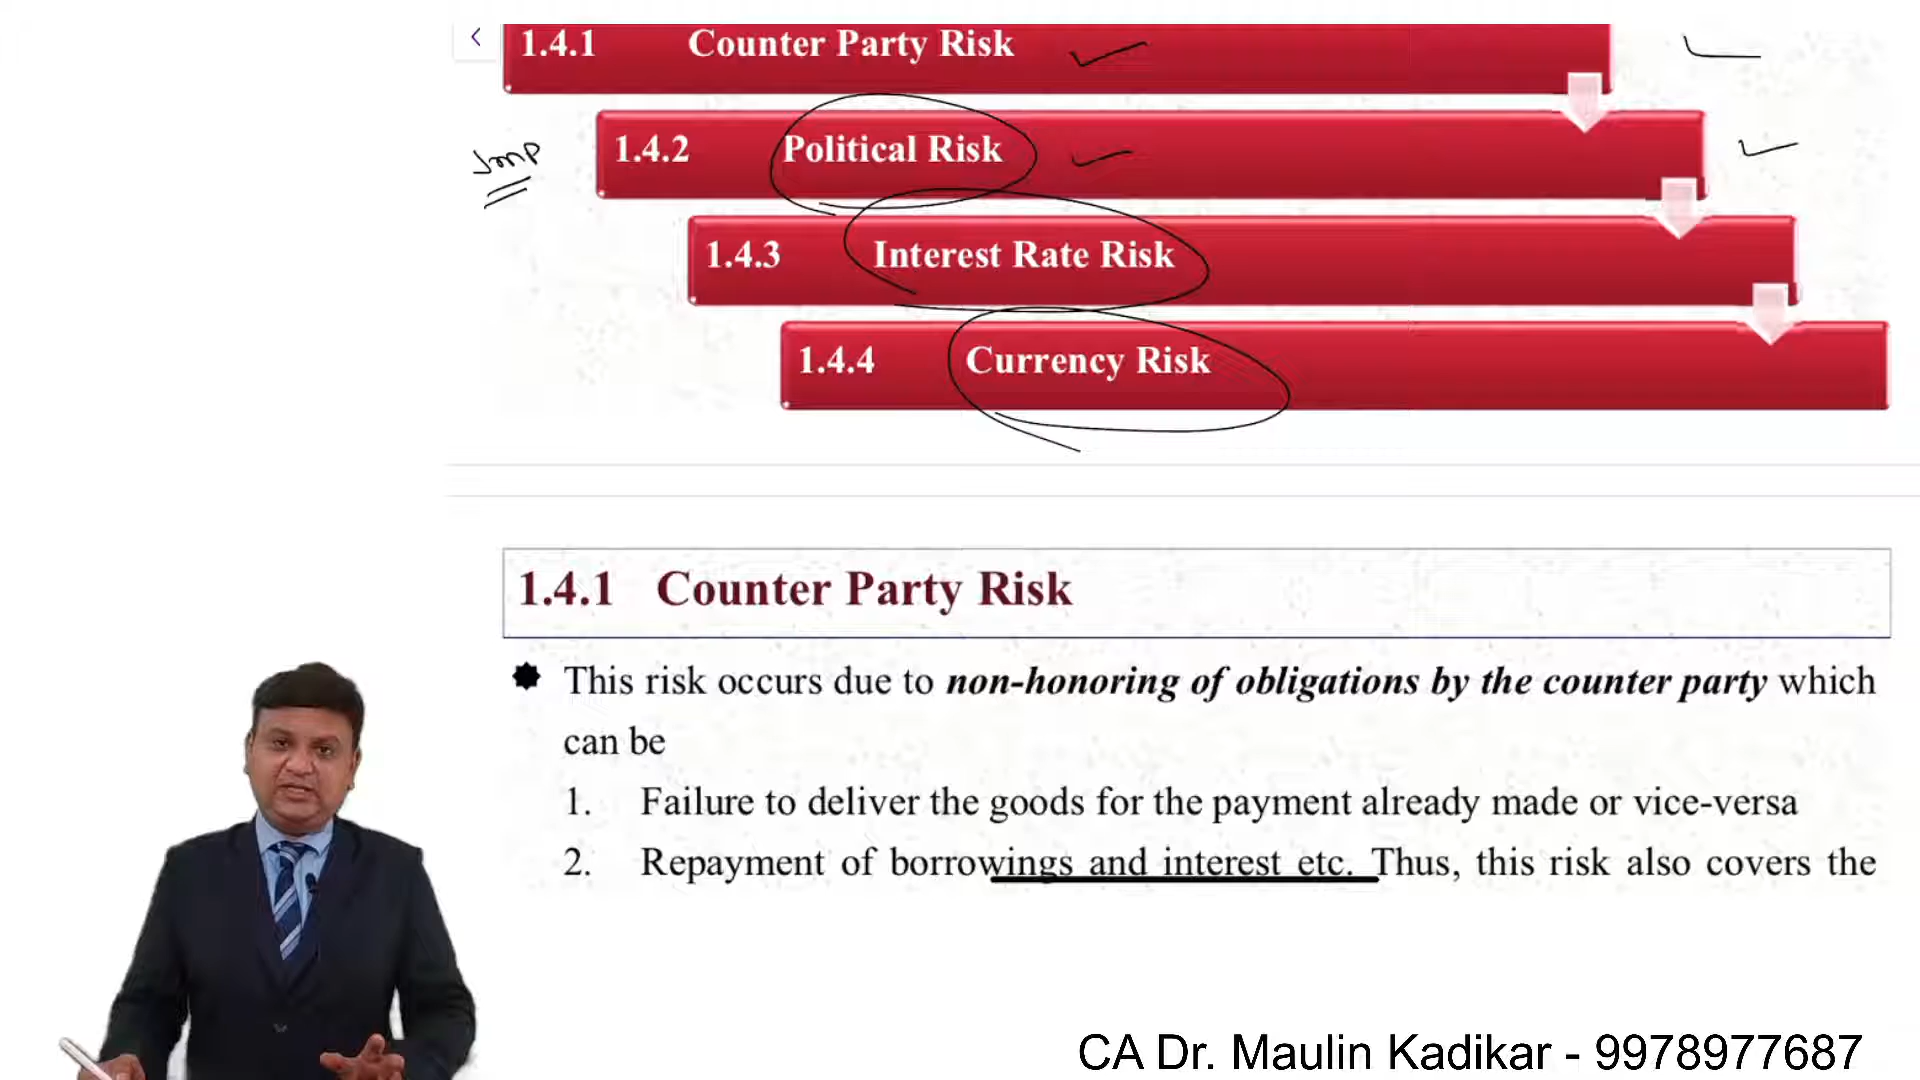 1.4.1 Counter Party Risk
Imp 1.4.2 Political Risk
1.4.3 Interest Rate Risk
1.4.4 Currency Risk
1.4.1 Counter Party Risk
This risk occurs due to non-honoring of obligations by the counter party which
can be
1. Failure to deliver the goods for the payment already made or vice-versa
2. Repayment of borrowings and interest etc. Thus, this risk also covers the
CA Dr. Maulin Kadikar - 9978977687